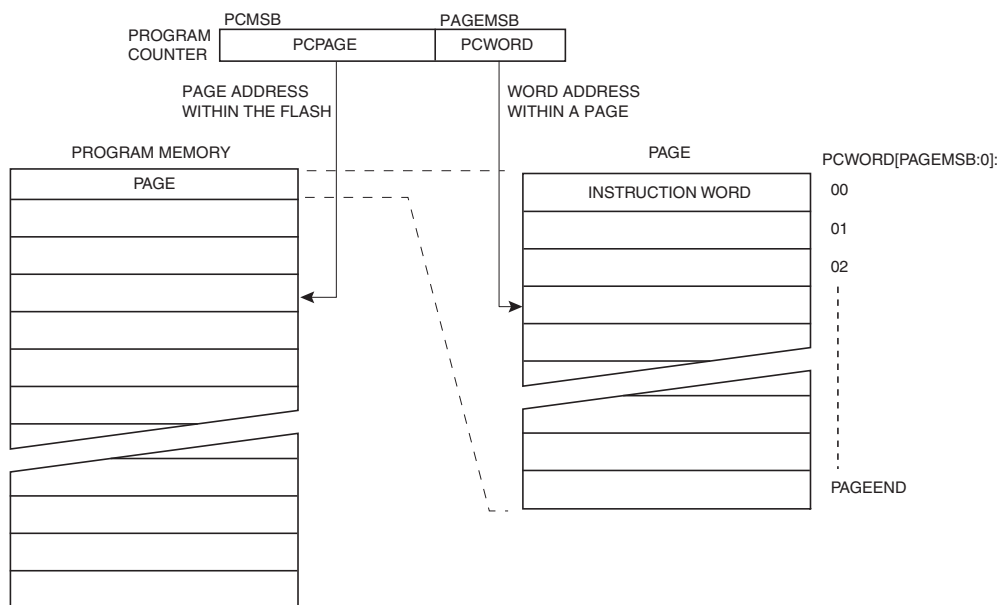 PCMSB
PAGEMSB
PROGRAM
COUNTER
PCPAGE
PCWORD
PAGE ADDRESS
WITHIN THE FLASH
WORD ADDRESS
WITHIN A PAGE
PROGRAM MEMORY
PAGE
PAGE
PCWORD[PAGEMSB:0]:
INSTRUCTION WORD
00
01
02
PAGEEND